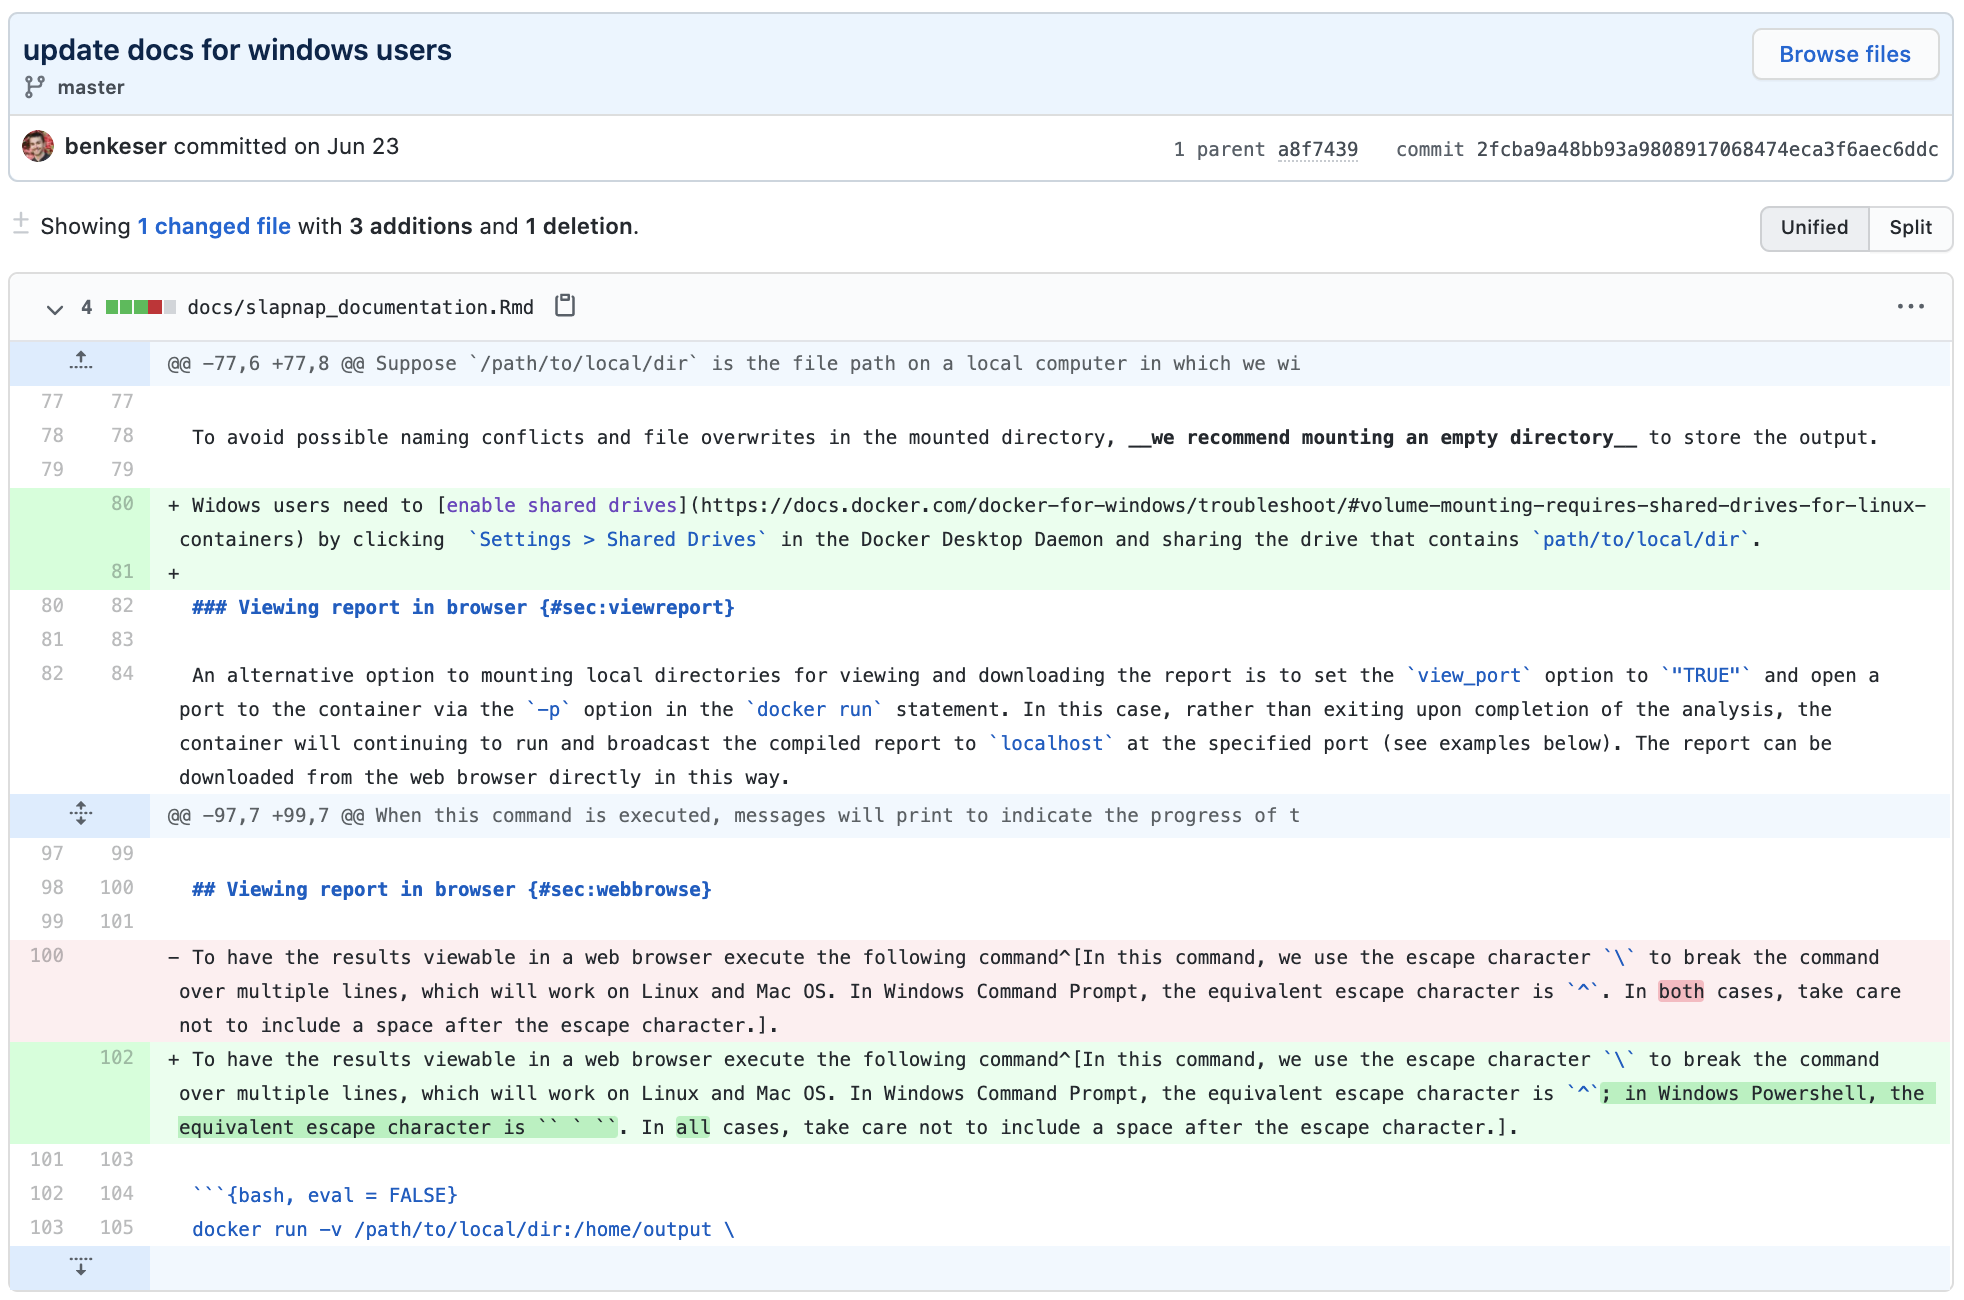 update docs for windows users
Browse files
master
benkeser committed on Jun 23
1 parent a8f7439 commit 2fcba9a48bb93a9808917068474eca3f6aec6ddc
Showing 1 changed file with 3 additions and 1 deletion.
Unified Split
4 docs/slapnap_documentation.Rmd
@@ -77,6 +77,8 @@ Suppose `/path/to/local/dir` is the file path on a local computer in which we wi
77 77
78 78 To avoid possible naming conflicts and file overwrites in the mounted directory, __we recommend mounting an empty directory__ to store the output.
79 79
80 + Widows users need to [enable shared drives](https://docs.docker.com/docker-for-windows/troubleshoot/#volume-mounting-requires-shared-drives-for-linux-
containers) by clicking  `Settings > Shared Drives` in the Docker Desktop Daemon and sharing the drive that contains `path/to/local/dir`.
81 +
80 82 ### Viewing report in browser {#sec:viewreport}
81 83
82 84 An alternative option to mounting local directories for viewing and downloading the report is to set the `view_port` option to `"TRUE"` and open a
port to the container via the `-p` option in the `docker run` statement. In this case, rather than exiting upon completion of the analysis, the
container will continuing to run and broadcast the compiled report to `localhost` at the specified port (see examples below). The report can be
downloaded from the web browser directly in this way.
@@ -97,7 +99,7 @@ When this command is executed, messages will print to indicate the progress of t
97 99
98 100 ## Viewing report in browser {#sec:webbrowse}
99 101
100 - To have the results viewable in a web browser execute the following command^[In this command, we use the escape character `\` to break the command
over multiple lines, which will work on Linux and Mac OS. In Windows Command Prompt, the equivalent escape character is `^`. In both cases, take care
not to include a space after the escape character.].
102 + To have the results viewable in a web browser execute the following command^[In this command, we use the escape character `\` to break the command
over multiple lines, which will work on Linux and Mac OS. In Windows Command Prompt, the equivalent escape character is `^`; in Windows Powershell, the
equivalent escape character is `` ` ``. In all cases, take care not to include a space after the escape character.].
101 103
102 104 ```{bash, eval = FALSE}
103 105 docker run -v /path/to/local/dir:/home/output \